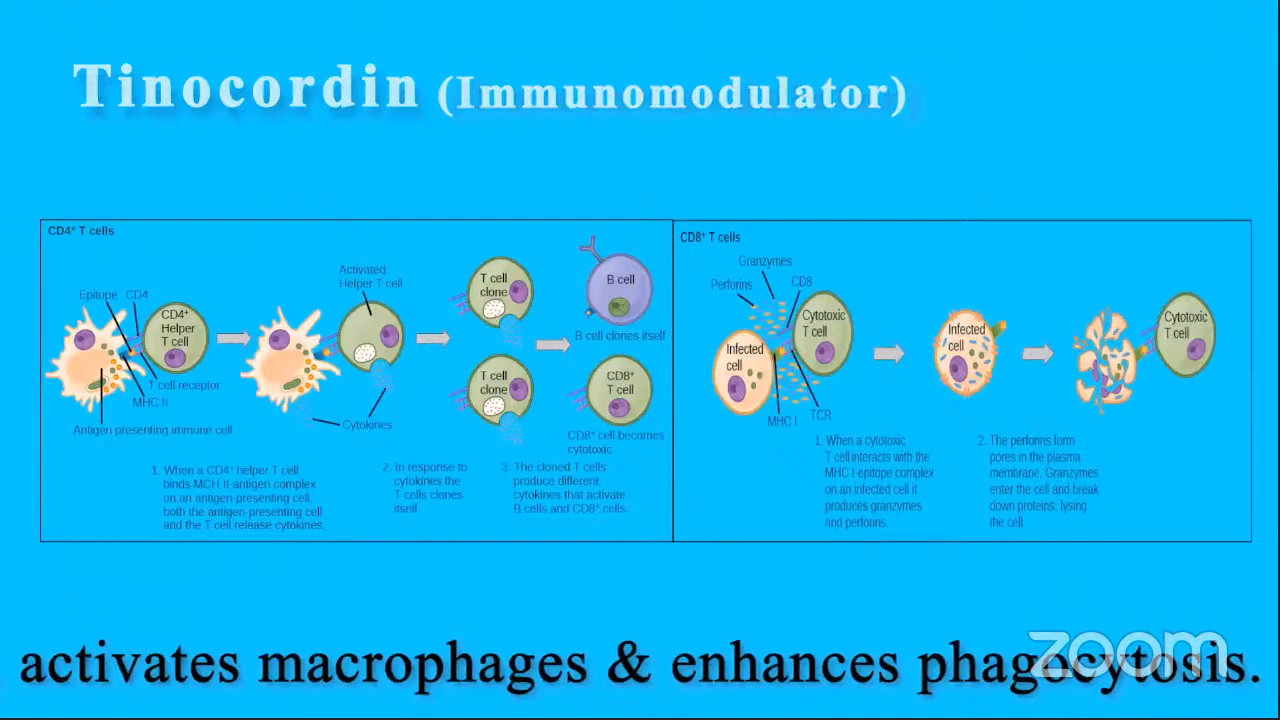 Tinocordin (Immunomodulator)
CD4⁺ T cells
Epitope
CD4
CD4⁺
Helper
T cell
T cell receptor
MHC II
Antigen presenting immune cell
Activated
Helper T cell
Cytokines
T cell
clone
T cell
clone
B cell
B cell clones itself
CD8⁺
T cell
CD8⁺ cell becomes
cytotoxic
1. When a CD4⁺ helper T cell
binds MCH II-antigen complex
on an antigen-presenting cell,
both the antigen-presenting cell
and the T cell release cytokines.
2. In response to
cytokines the
T cells clones
itself.
3. The cloned T cells
produce different
cytokines that activate
B cells and CD8⁺ cells.
CD8⁺ T cells
Granzymes
Perforins
CD8
Cytotoxic
T cell
Infected
cell
MHC I
TCR
Infected
cell
Cytotoxic
T cell
1. When a cytotoxic
T cell interacts with the
MHC I-epitope complex
on an infected cell it
produces granzymes
and perforins.
2. The perforins form
pores in the plasma
membrane. Granzymes
enter the cell and break
down proteins, lysing
the cell
activates macrophages & enhances phagocytosis.
zoom